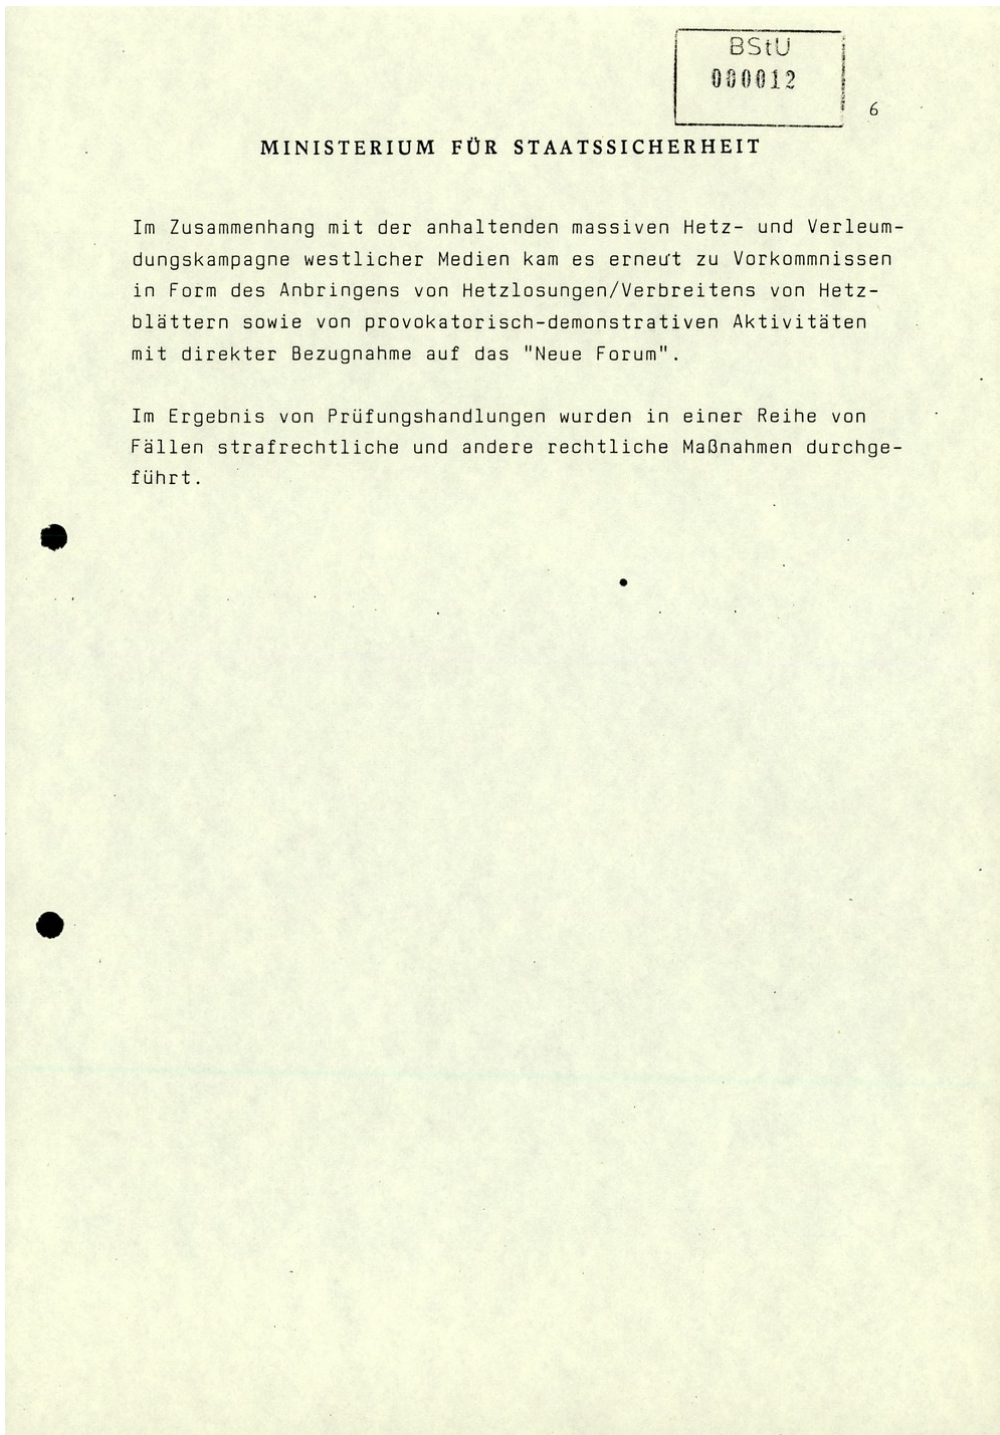 BStU
000012
6
MINISTERIUM FÜR STAATSSICHERHEIT
Im Zusammenhang mit der anhaltenden massiven Hetz- und Verleum-
dungskampagne westlicher Medien kam es erneut zu Vorkommnissen
in Form des Anbringens von Hetzlosungen/Verbreitens von Hetz-
blättern sowie von provokatorisch-demonstrativen Aktivitäten
mit direkter Bezugnahme auf das "Neue Forum".
Im Ergebnis von Prüfungshandlungen wurden in einer Reihe von
Fällen strafrechtliche und andere rechtliche Maßnahmen durchge-
führt.